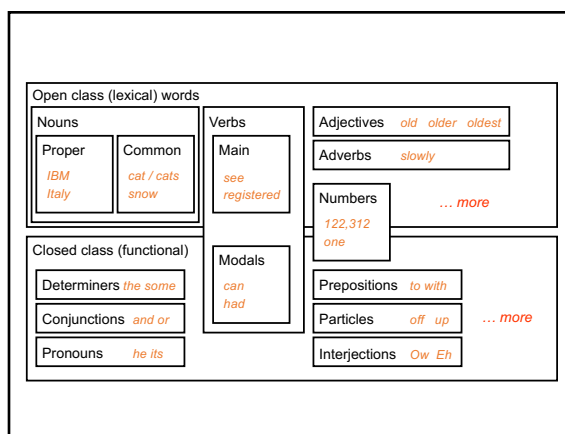 Open class (lexical) words
Nouns
Verbs
Proper
IBM
Italy
Common
cat / cats
snow
Main
see
registered
Adjectives old older oldest
Adverbs slowly
Numbers
122,312
one
… more
Closed class (functional)
Determiners the some
Conjunctions and or
Pronouns he its
Modals
can
had
Prepositions to with
Particles off up
Interjections Ow Eh
… more